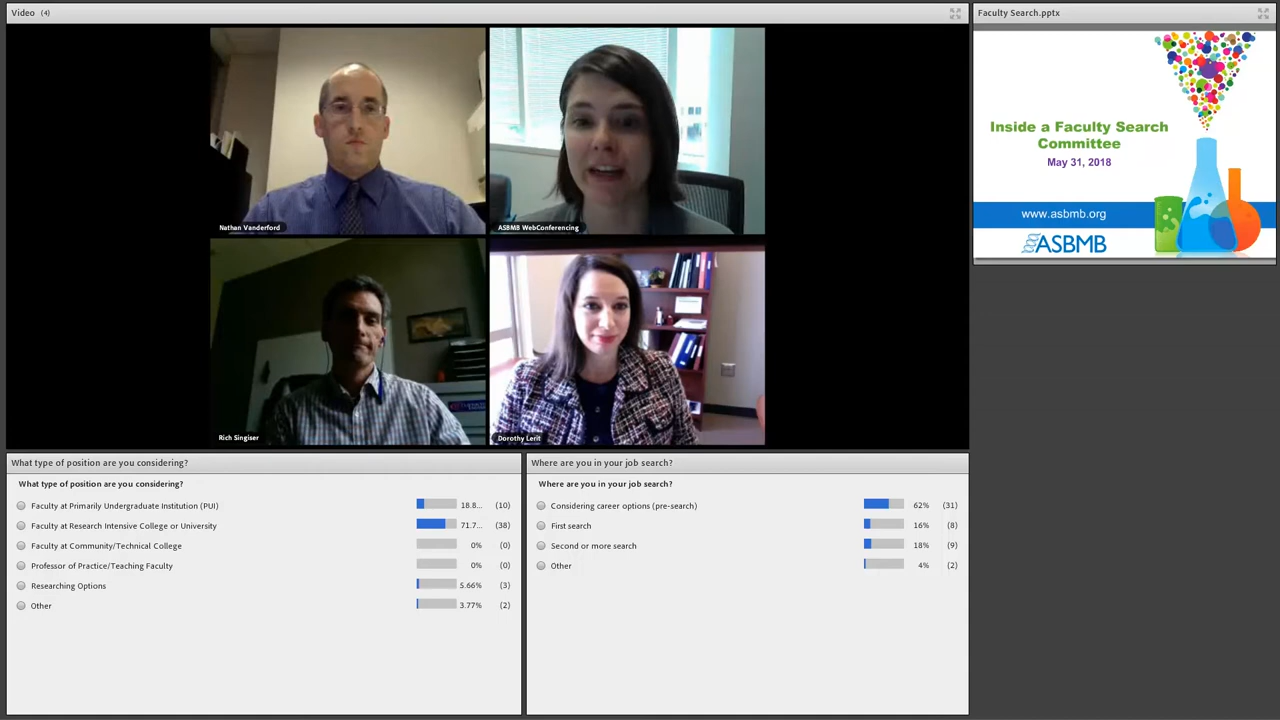 Video (4)
Faculty Search.pptx
Inside a Faculty Search
Committee
May 31, 2018
www.asbmb.org
ASBMB
Nathan Vanderford
ASBMB WebConferencing
Rich Singiser
Dorothy Lerit
What type of position are you considering?
What type of position are you considering?
Faculty at Primarily Undergraduate Institution (PUI) 18.8... (10)
Faculty at Research Intensive College or University 71.7... (38)
Faculty at Community/Technical College 0% (0)
Professor of Practice/Teaching Faculty 0% (0)
Researching Options 5.66% (3)
Other 3.77% (2)
Where are you in your job search?
Where are you in your job search?
Considering career options (pre-search) 62% (31)
First search 16% (8)
Second or more search 18% (9)
Other 4% (2)